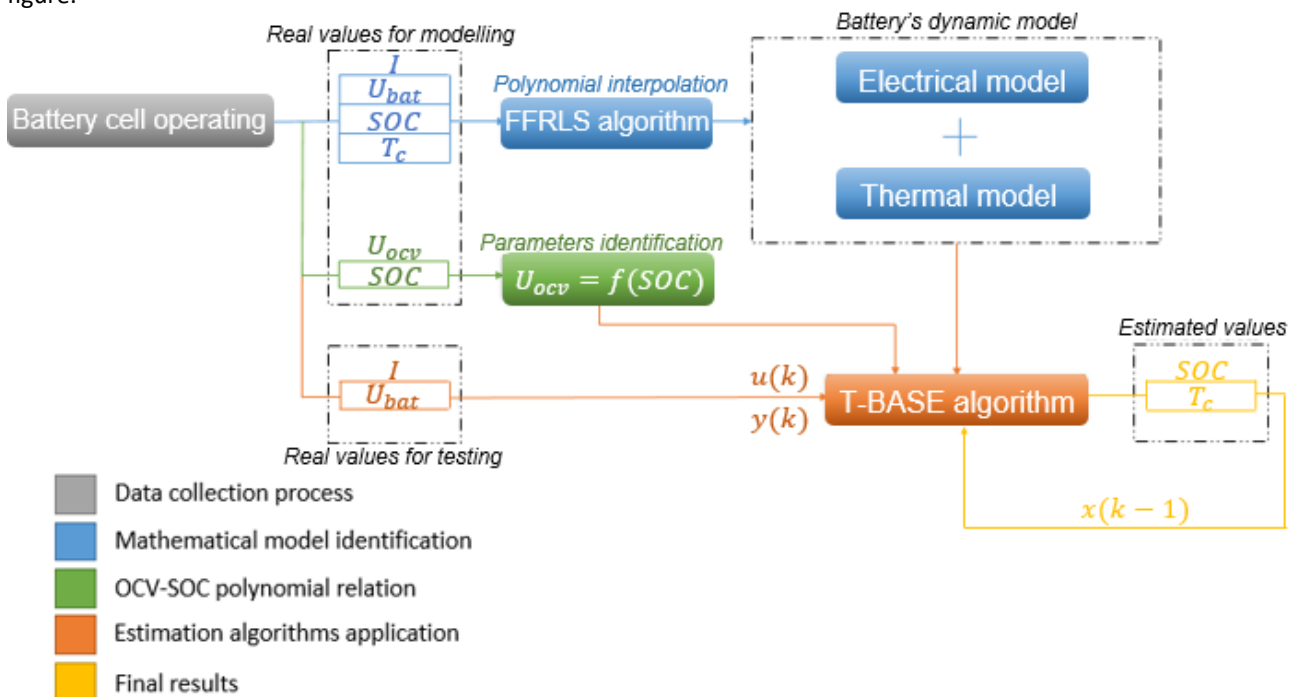 figure.
Battery's dynamic model
Real values for modelling
I
U_bat
SOC
T_c
Battery cell operating
Polynomial interpolation
FFRLS algorithm
Electrical model
+
Thermal model
U_ocv
SOC
Parameters identification
U_ocv = f(SOC)
I
U_bat
Real values for testing
u(k)
y(k)
T-BASE algorithm
Estimated values
SOC
T_c
x(k − 1)
Data collection process
Mathematical model identification
OCV-SOC polynomial relation
Estimation algorithms application
Final results